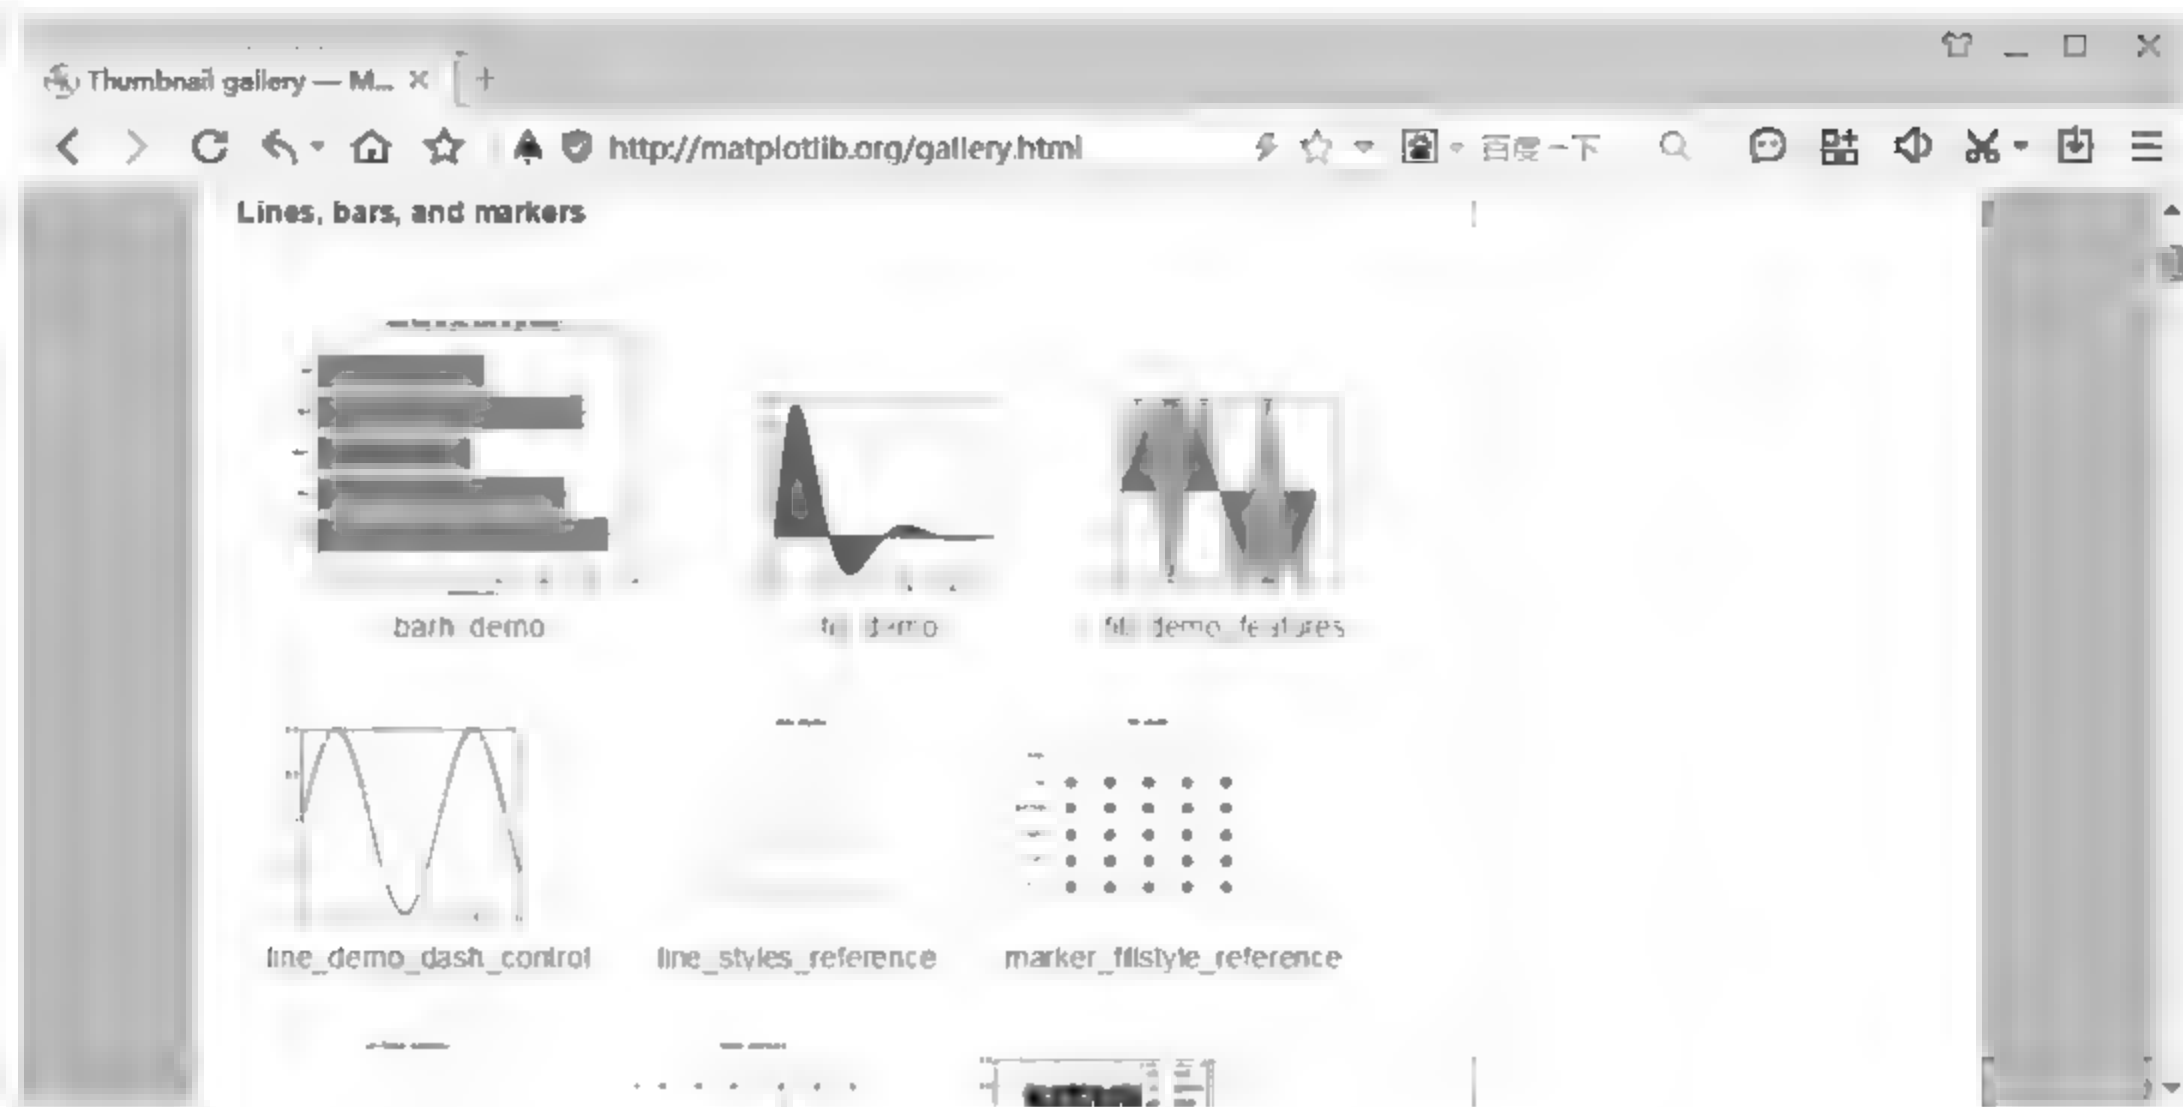 Thumbnail gallery — M...
http://matplotlib.org/gallery.html
百度一下
Lines, bars, and markers
barh_demo
fill_demo_features
line_demo_dash_control
line_styles_reference
marker_fillstyle_reference